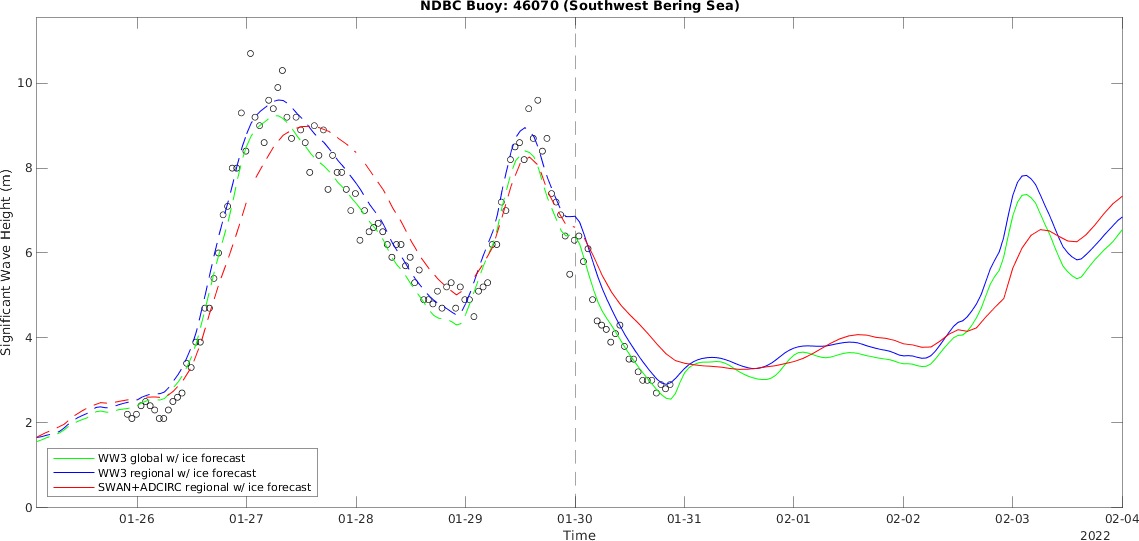 NDBC Buoy: 46070 (Southwest Bering Sea)
Significant Wave Height (m)
10
8
6
4
2
0
WW3 global w/ ice forecast
WW3 regional w/ ice forecast
SWAN+ADCIRC regional w/ ice forecast
01-26 01-27 01-28 01-29 01-30 01-31 02-01 02-02 02-03 02-04
Time
2022